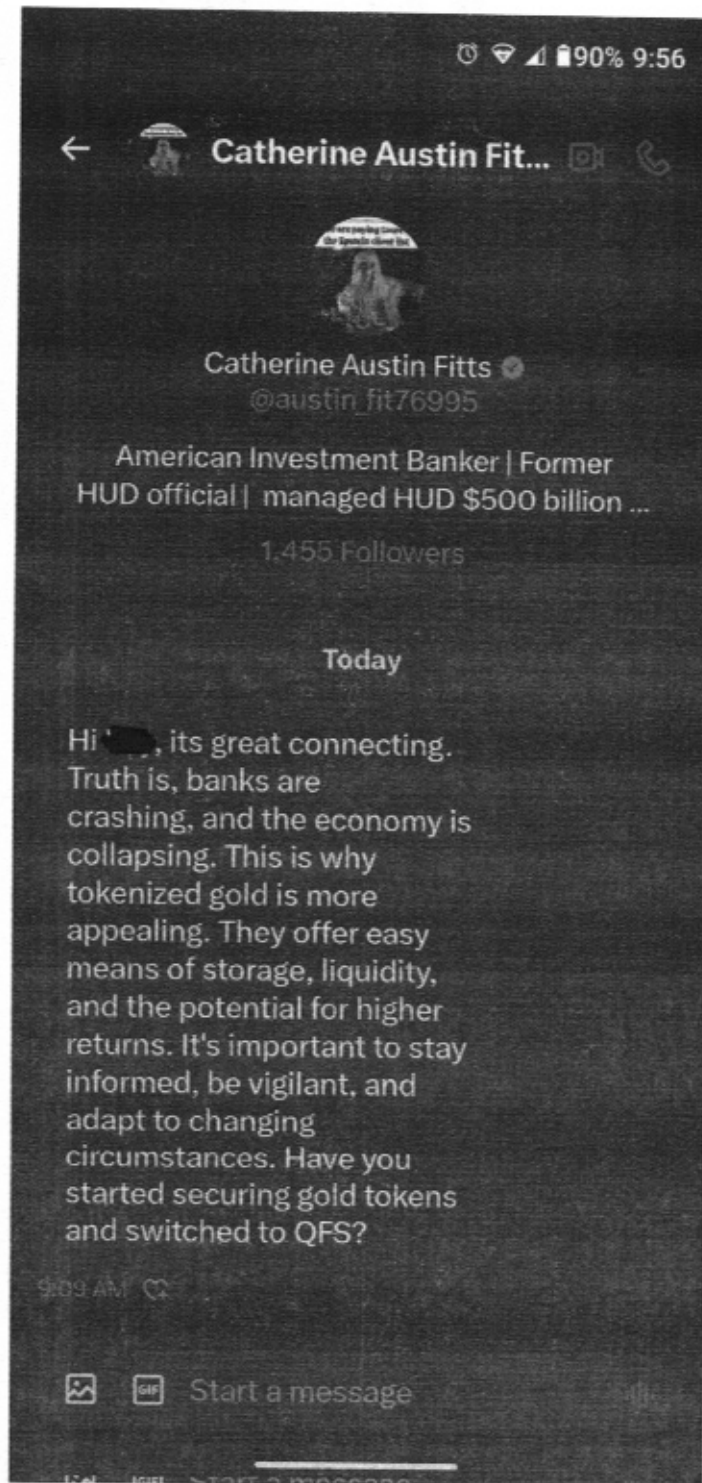 90% 9:56
Catherine Austin Fit...
Catherine Austin Fitts
@austin_fit76995
American Investment Banker | Former
HUD official | managed HUD $500 billion ...
1,455 Followers
Today
Hi , its great connecting.
Truth is, banks are
crashing, and the economy is
collapsing. This is why
tokenized gold is more
appealing. They offer easy
means of storage, liquidity,
and the potential for higher
returns. It's important to stay
informed, be vigilant, and
adapt to changing
circumstances. Have you
started securing gold tokens
and switched to QFS?
9:09 AM
GIF Start a message